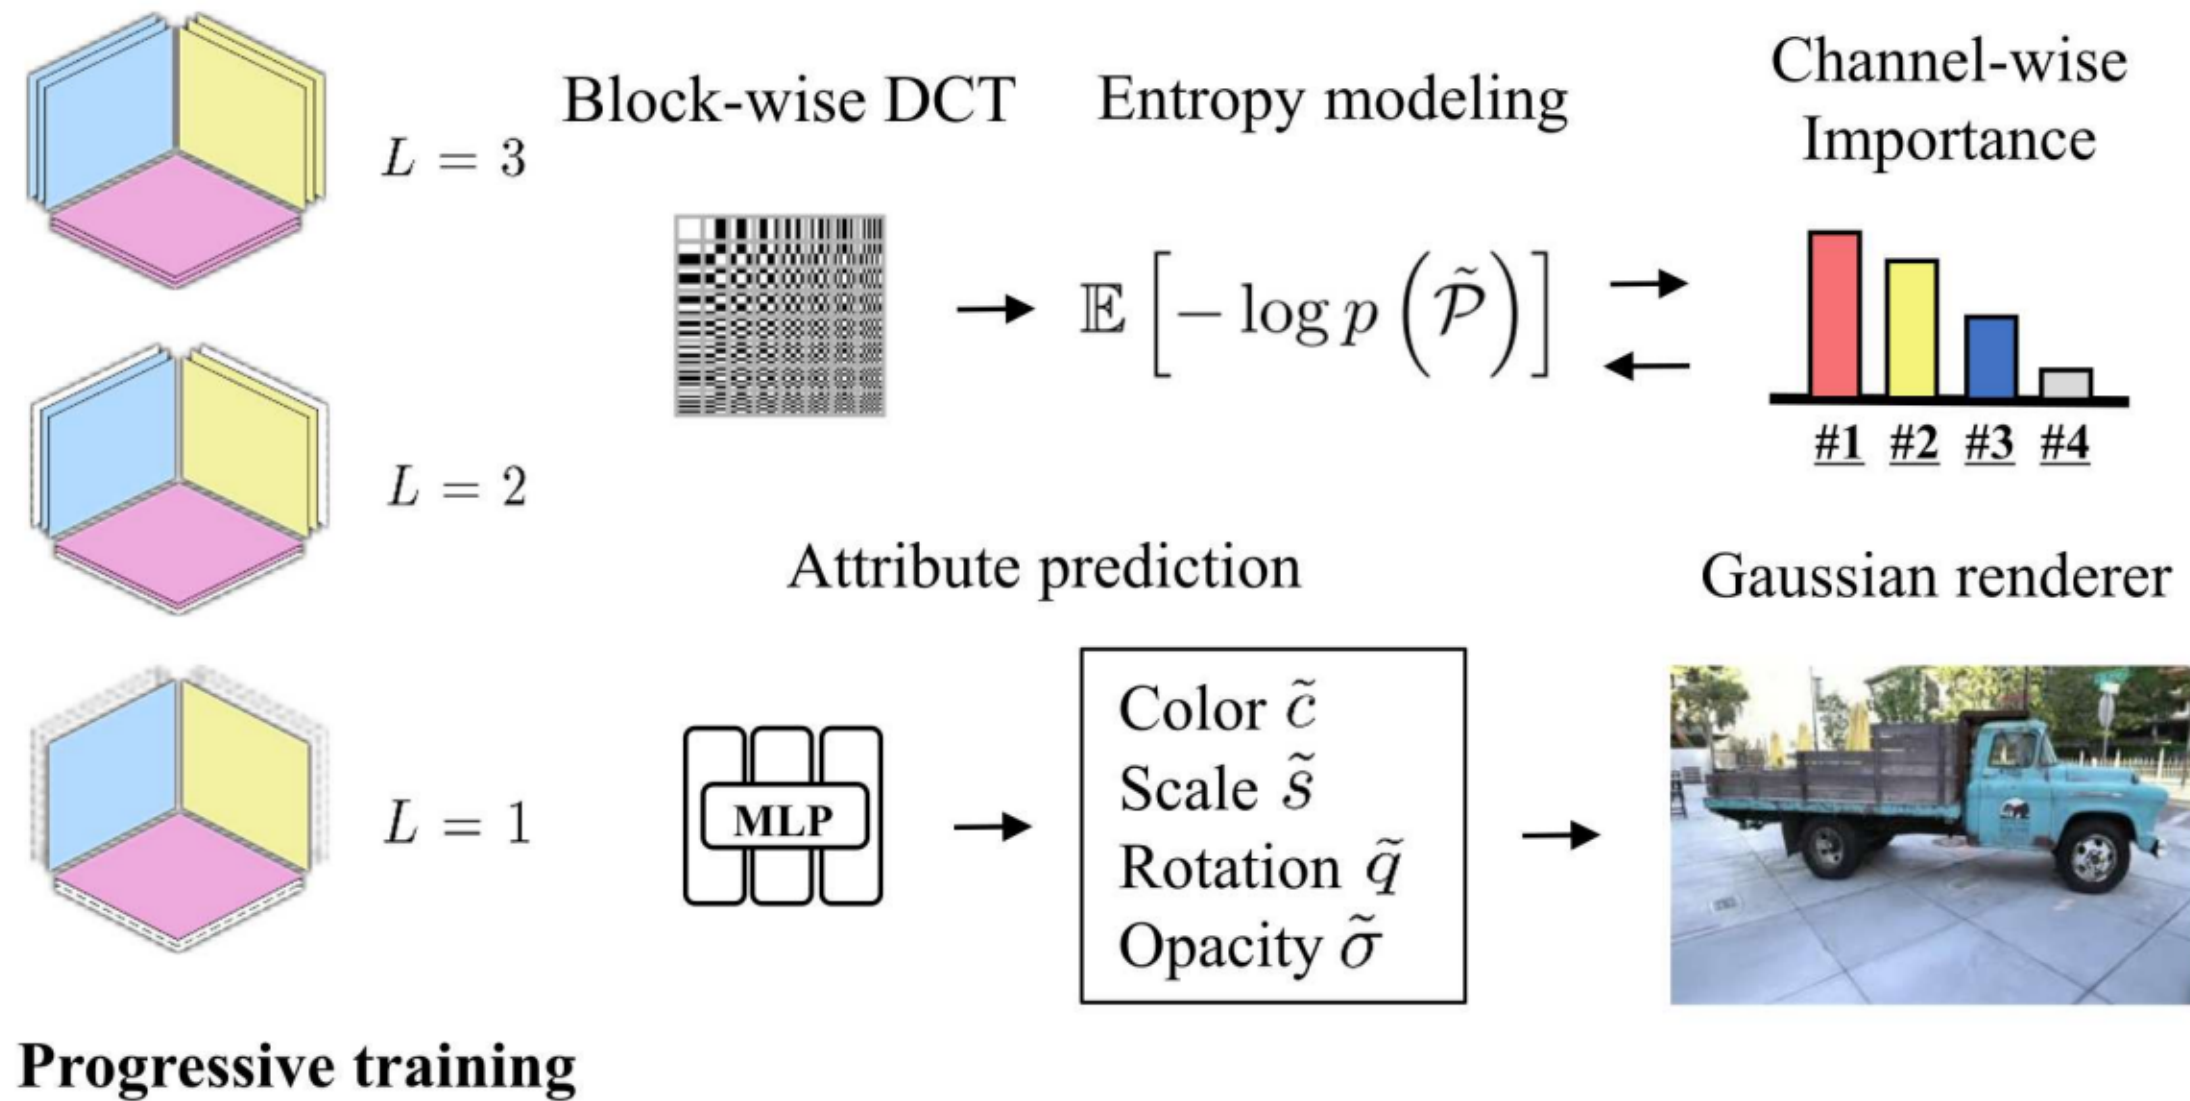 L = 3
L = 2
L = 1
Progressive training
Block-wise DCT
Entropy modeling
𝔼 [ − log p ( 𝒫̃ ) ]
Channel-wise
Importance
#1 #2 #3 #4
Attribute prediction
MLP
Color c̃
Scale s̃
Rotation q̃
Opacity σ̃
Gaussian renderer